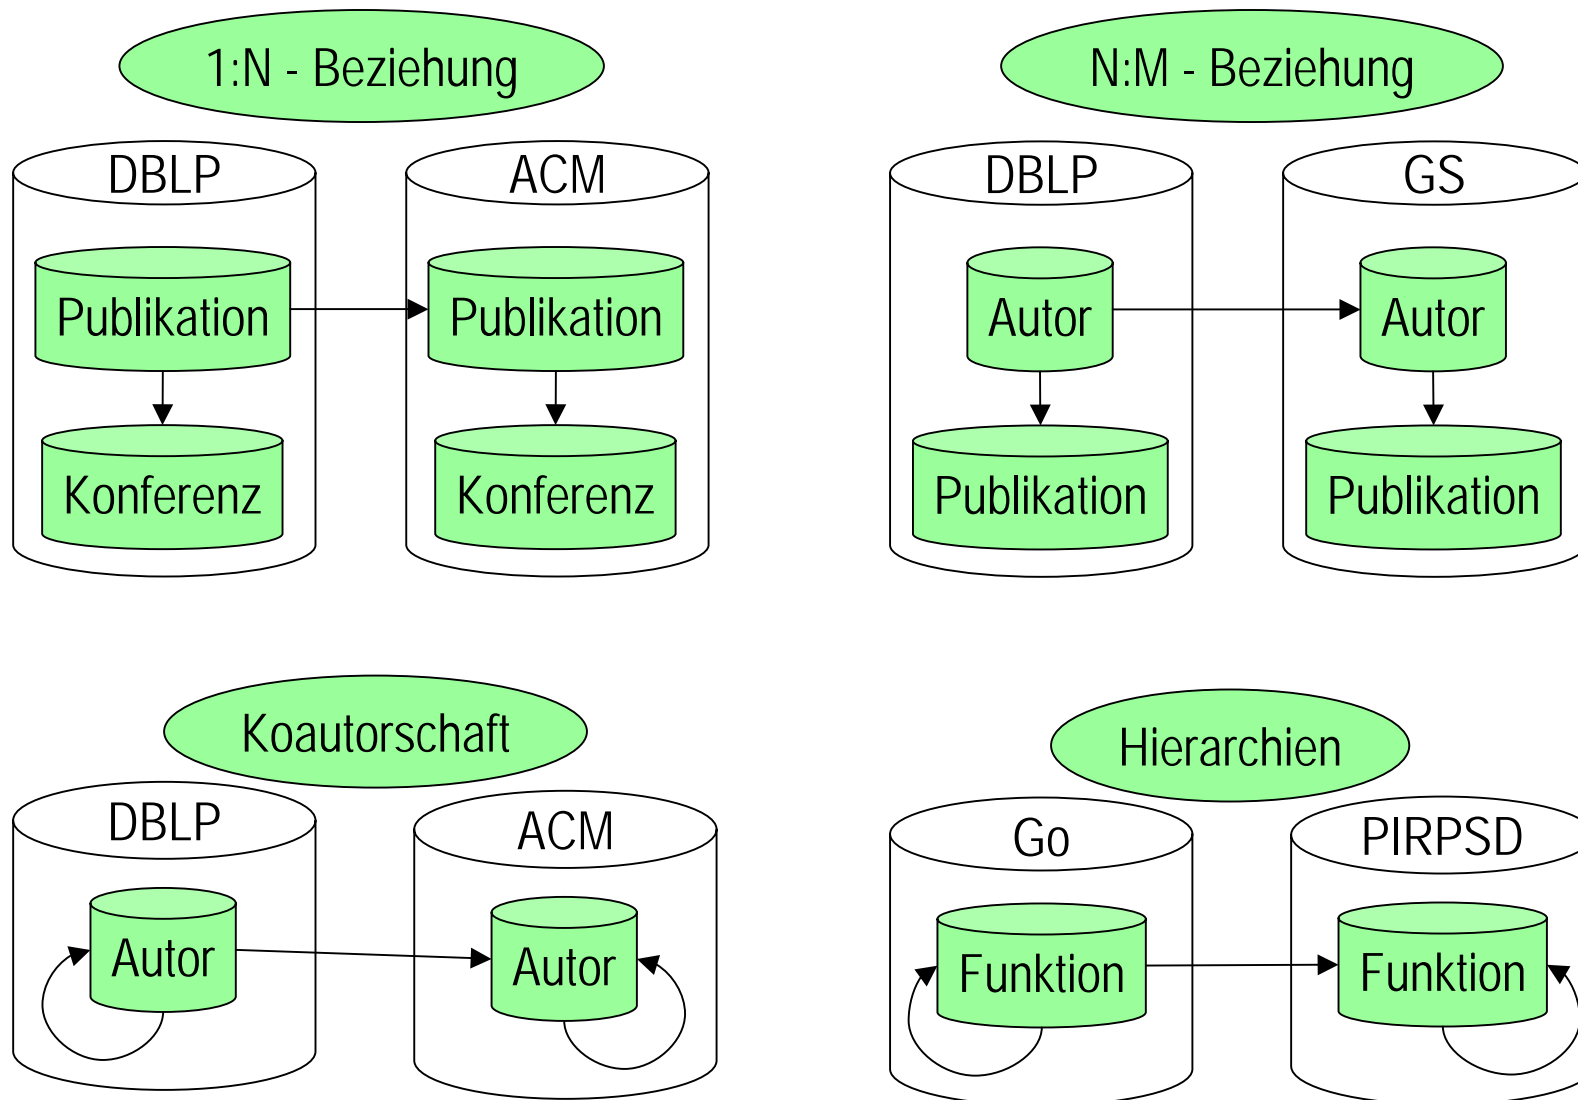 1:N - Beziehung
DBLP
ACM
Publikation
Publikation
Konferenz
Konferenz
N:M - Beziehung
DBLP
GS
Autor
Autor
Publikation
Publikation
Koautorschaft
DBLP
ACM
Autor
Autor
Hierarchien
Go
PIRPSD
Funktion
Funktion